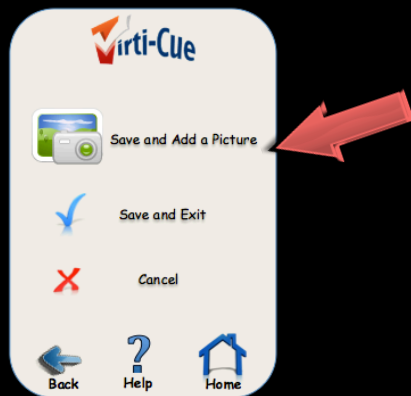 Virti-Cue
Save and Add a Picture
Save and Exit
Cancel
?
Back Help Home